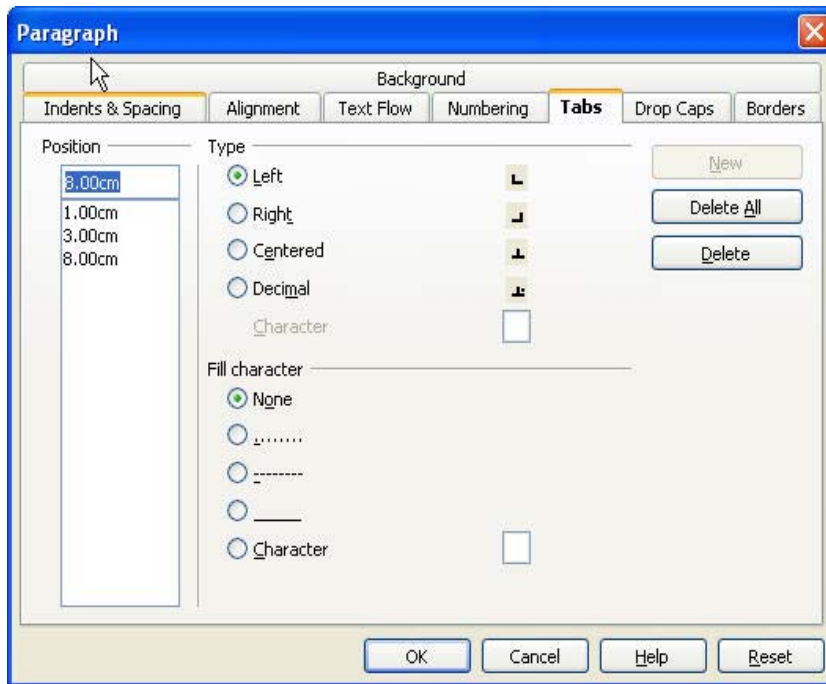 Paragraph
Background
Indents & Spacing Alignment Text Flow Numbering Tabs Drop Caps Borders
Position Type
8.00cm
1.00cm
3.00cm
8.00cm
Left
Right
Centered
Decimal
Character
New
Delete All
Delete
Fill character
None
.........
--------
______
Character
OK Cancel Help Reset